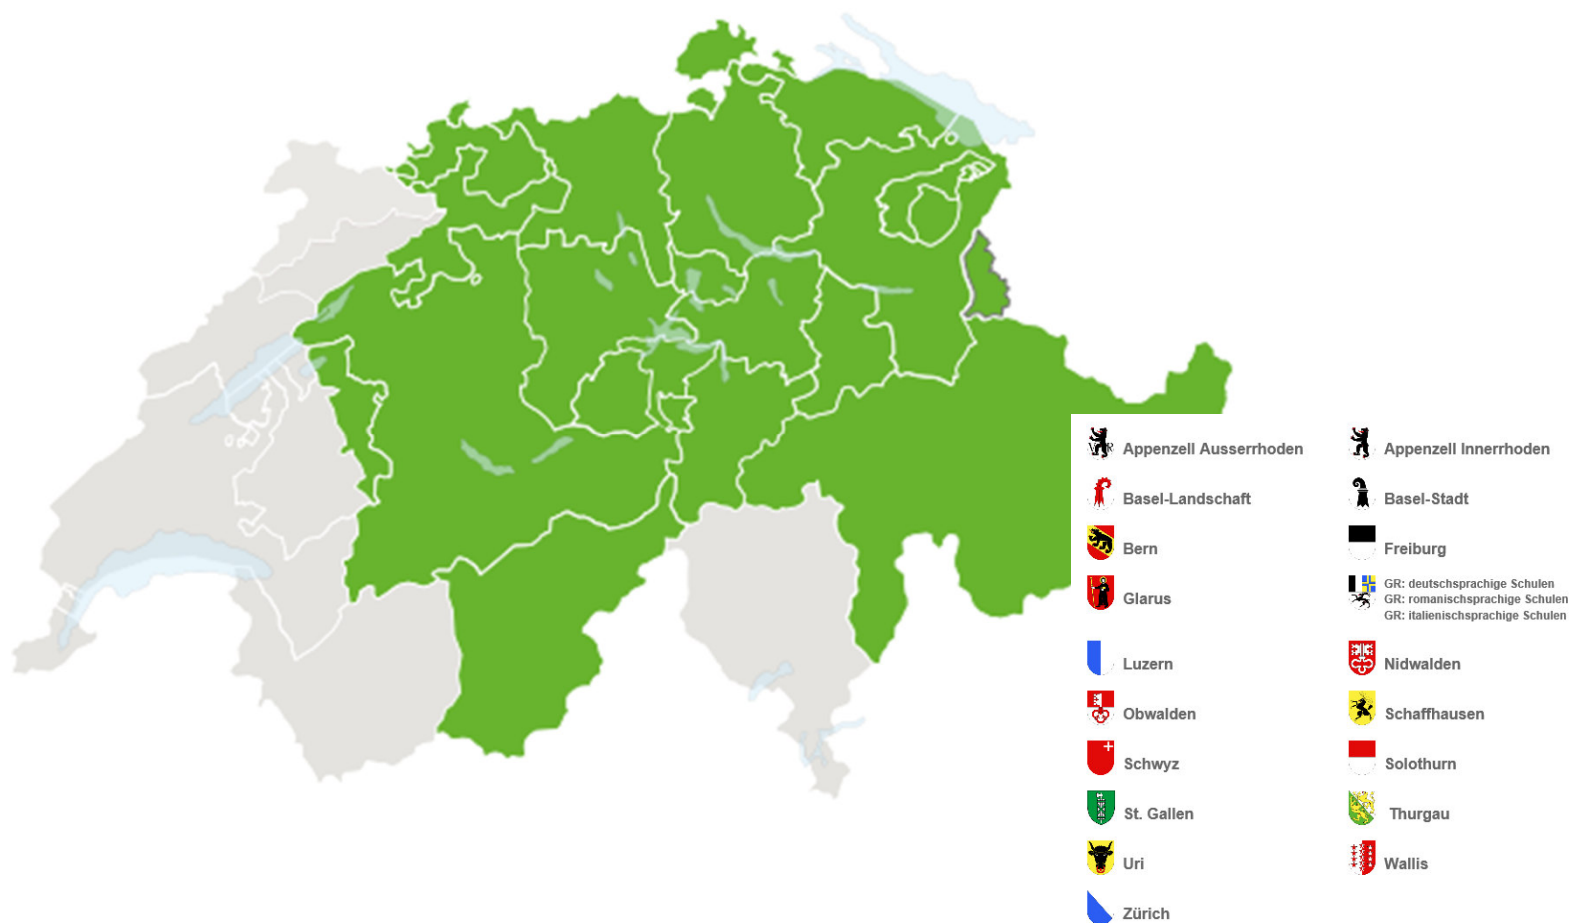 Appenzell Ausserrhoden
Appenzell Innerrhoden
Basel-Landschaft
Basel-Stadt
Bern
Freiburg
Glarus
GR: deutschsprachige Schulen
GR: romanischsprachige Schulen
GR: italienischsprachige Schulen
Luzern
Nidwalden
Obwalden
Schaffhausen
Schwyz
Solothurn
St. Gallen
Thurgau
Uri
Wallis
Zürich